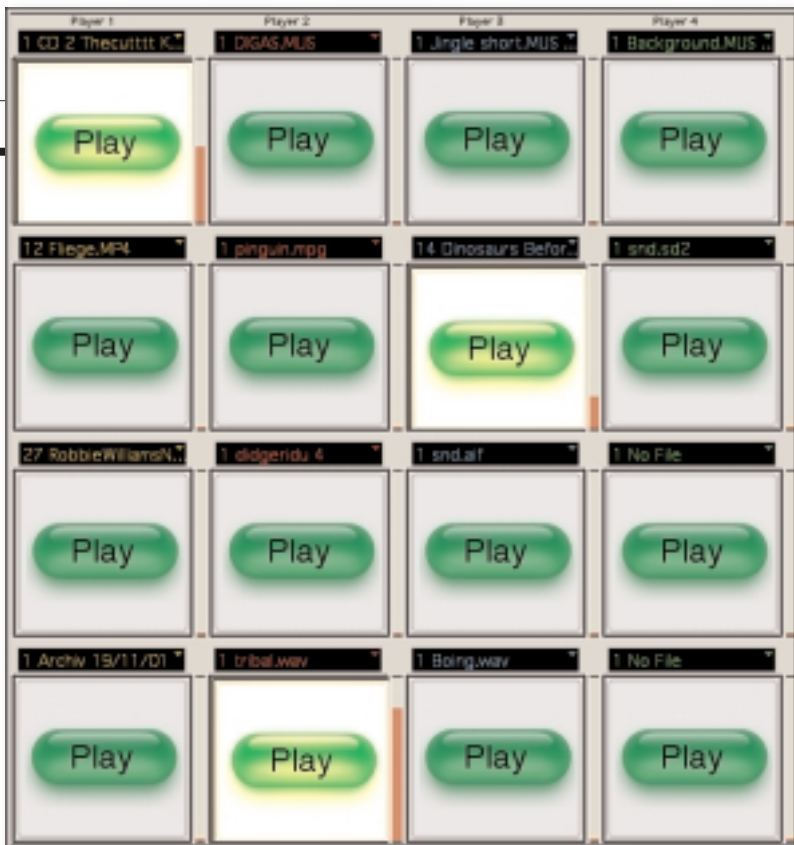 Player 1 Player 2 Player 3 Player 4
1 CD 2 Thecutttt K... 1 DIGAS.MUS 1 Jingle short.MUS ... 1 Background.MUS ...
Play Play Play Play
12 Fliege.MP4 1 pinguin.mpg 14 Dinosaurs Befor... 1 snd.sd2
Play Play Play Play
27 RobbieWilliamsN... 1 didgeridu 4 1 snd.aif 1 No File
Play Play Play Play
1 Archiv 19/11/01 1 tribal.wav 1 Boing.wav 1 No File
Play Play Play Play